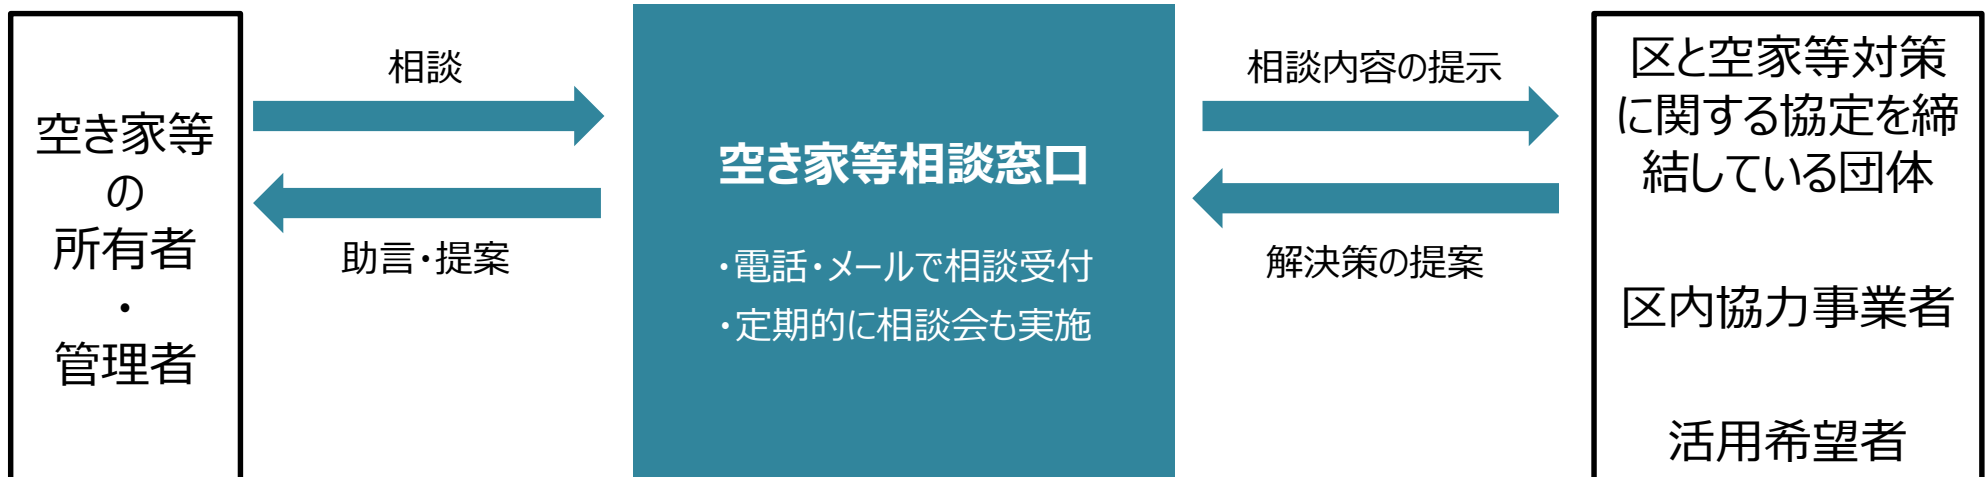 空き家等
の
所有者
・
管理者
相談
助言・提案
空き家等相談窓口
・電話・メールで相談受付
・定期的に相談会も実施
相談内容の提示
解決策の提案
区と空家等対策
に関する協定を締
結している団体
区内協力事業者
活用希望者